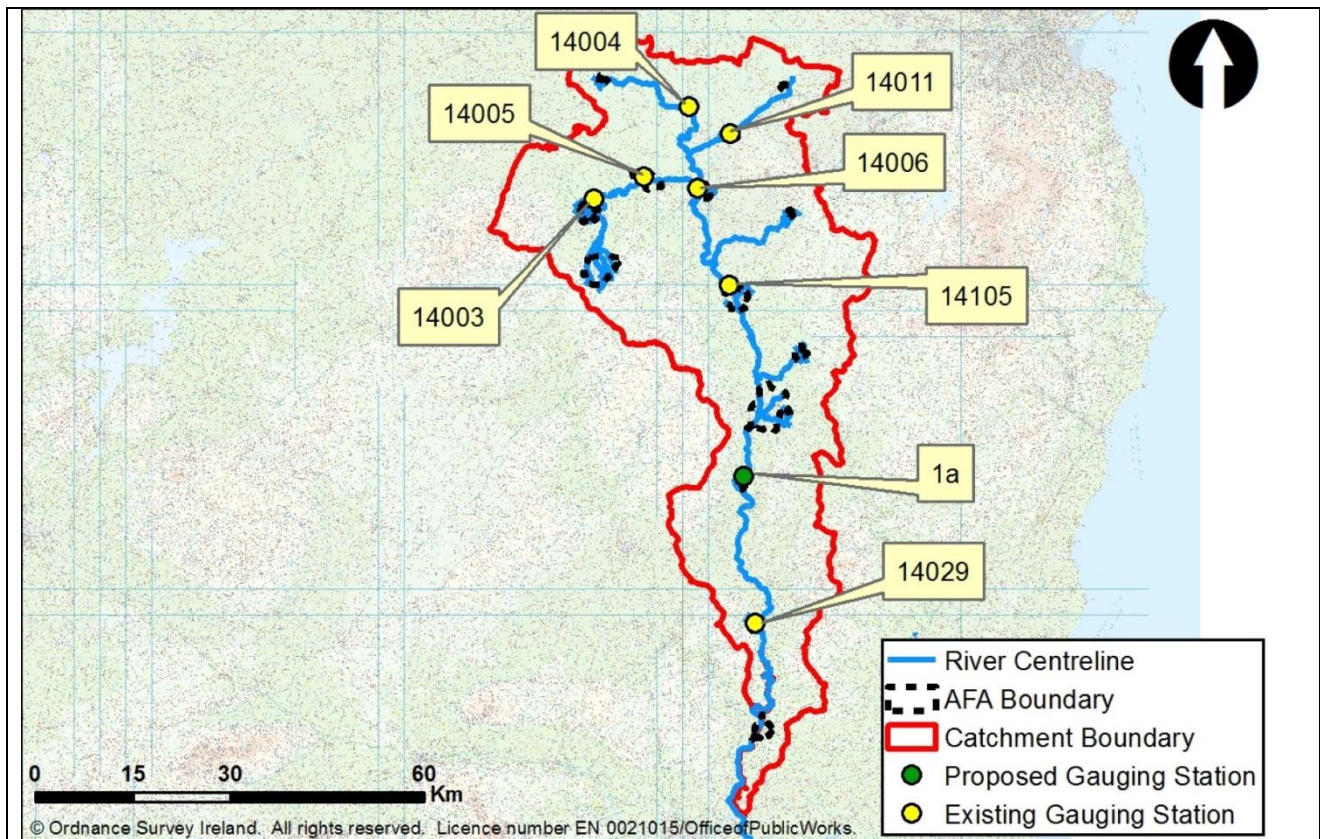 14004
14011
14005
14006
14003
14105
1a
14029
River Centreline
AFA Boundary
Catchment Boundary
Proposed Gauging Station
Existing Gauging Station
0 15 30 60
Km
© Ordnance Survey Ireland. All rights reserved. Licence number EN 0021015/OfficeofPublicWorks.